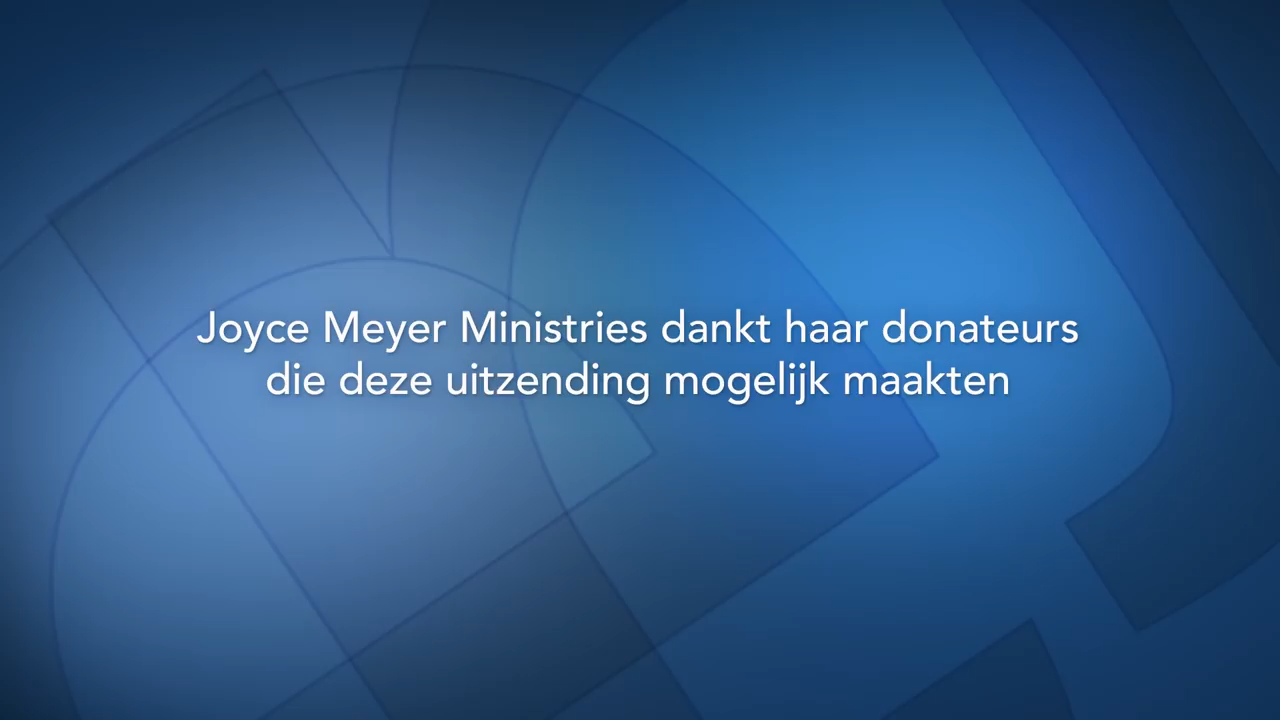 Joyce Meyer Ministries dankt haar donateurs
die deze uitzending mogelijk maakten